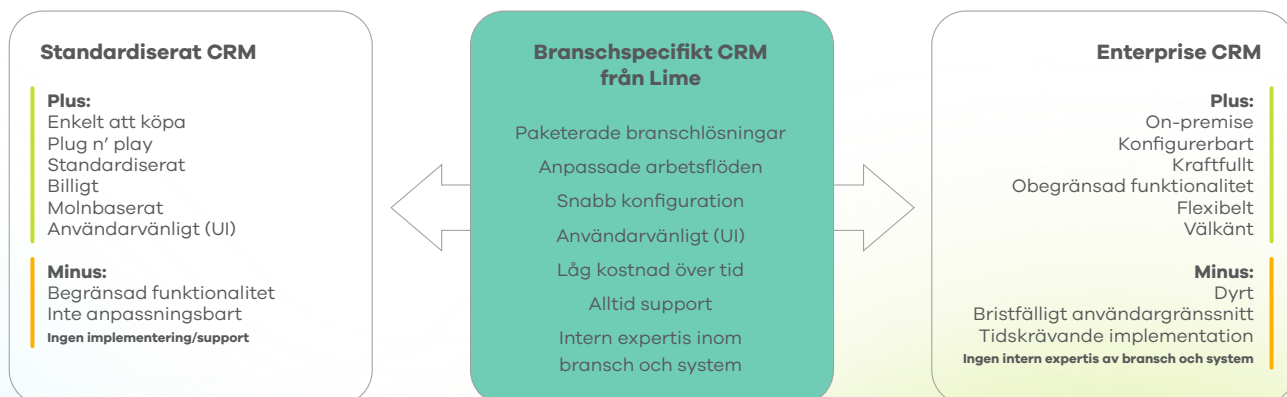 Standardiserat CRM
Plus:
Enkelt att köpa
Plug n’ play
Standardiserat
Billigt
Molnbaserat
Användarvänligt (UI)
Minus:
Begränsad funktionalitet
Inte anpassningsbart
Ingen implementering/support
Branschspecifikt CRM
från Lime
Paketerade branschlösningar
Anpassade arbetsflöden
Snabb konfiguration
Användarvänligt (UI)
Låg kostnad över tid
Alltid support
Intern expertis inom
bransch och system
Enterprise CRM
Plus:
On-premise
Konfigurerbart
Kraftfullt
Obegränsad funktionalitet
Flexibelt
Välkänt
Minus:
Dyrt
Bristfälligt användargränssnitt
Tidskrävande implementation
Ingen intern expertis av bransch och system